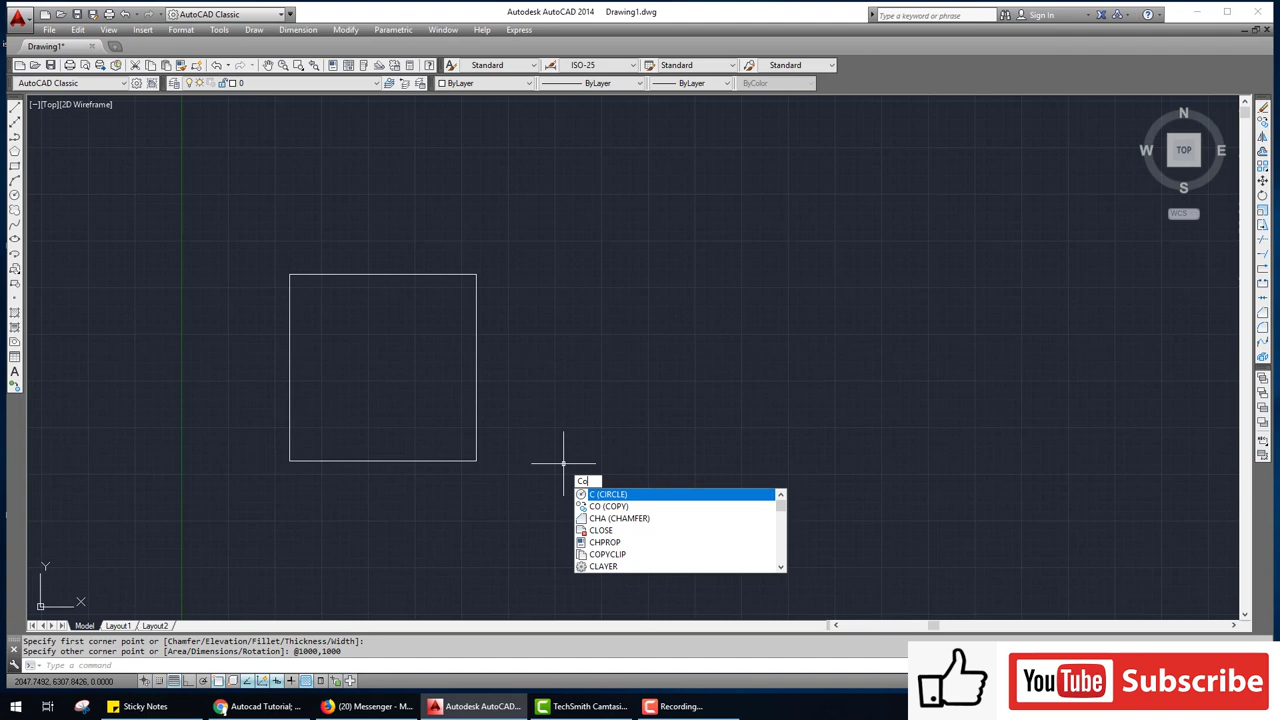 Autodesk AutoCAD 2014 Drawing1.dwg
AutoCAD Classic
Type a keyword or phrase
Sign In
File Edit View Insert Format Tools Draw Dimension Modify Parametric Window Help Express
Drawing1*
Standard ISO-25 Standard Standard
AutoCAD Classic 0 ByLayer ByLayer ByLayer ByColor
[−][Top][2D Wireframe]
N
W TOP E
S
WCS
Co
C (CIRCLE)
CO (COPY)
CHA (CHAMFER)
CLOSE
CHPROP
COPYCLIP
CLAYER
Y
X
Model Layout1 Layout2
Specify first corner point or [Chamfer/Elevation/Fillet/Thickness/Width]:
Specify other corner point or [Area/Dimensions/Rotation]: @1000,1000
Type a command
2047.7492, 6307.8426, 0.0000
YouTube Subscribe
Sticky Notes
Autocad Tutorial; ...
(20) Messenger - M...
Autodesk AutoCAD...
TechSmith Camtasi...
Recording...